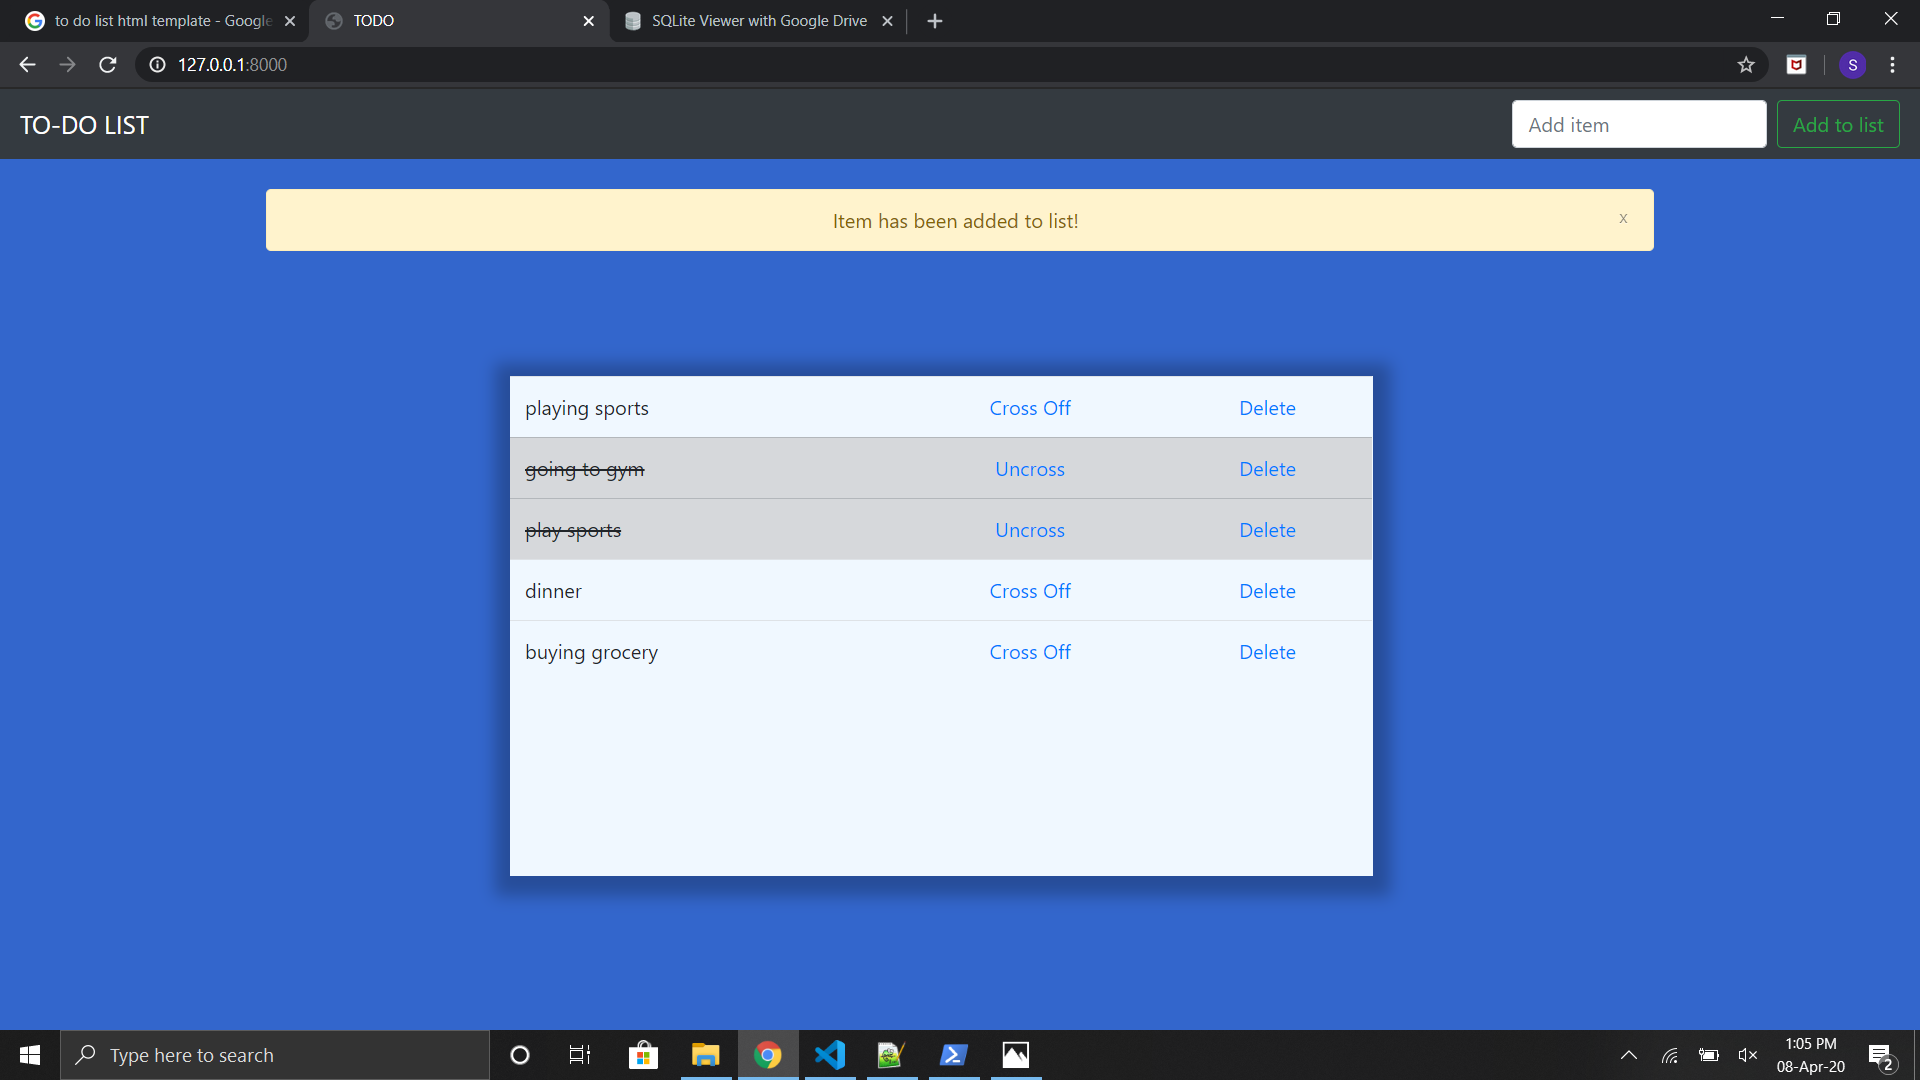 to do list html template - Google
TODO
SQLite Viewer with Google Drive
127.0.0.1:8000
S
TO-DO LIST
Add item
Add to list
Item has been added to list!
x
playing sports Cross Off Delete
going to gym Uncross Delete
play sports Uncross Delete
dinner Cross Off Delete
buying grocery Cross Off Delete
Type here to search
1:05 PM
08-Apr-20
2